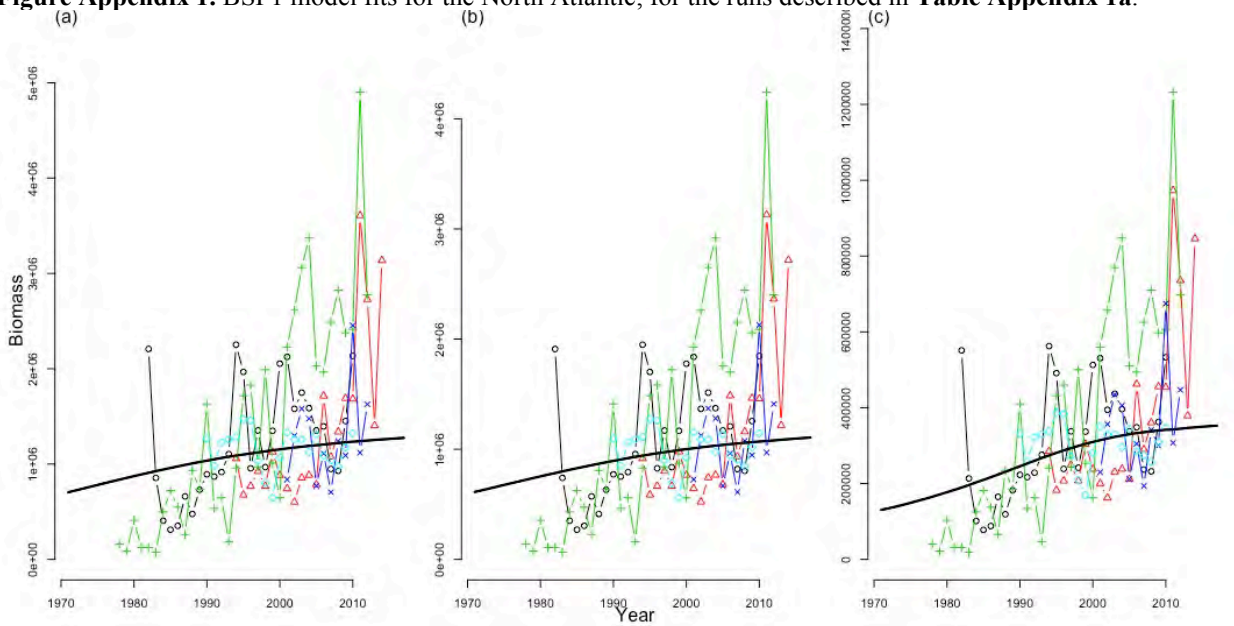 Figure Appendix 1. BSP1 model fits for the North Atlantic, for the runs described in Table Appendix 1a.
(a) (b) (c)
Biomass
0e+00 1e+06 2e+06 3e+06 4e+06 5e+06
0e+00 1e+06 2e+06 3e+06 4e+06
0 200000 400000 600000 800000 1000000 1200000 1400000
1970 1980 1990 2000 2010
1970 1980 1990 2000 2010
1970 1980 1990 2000 2010
Year